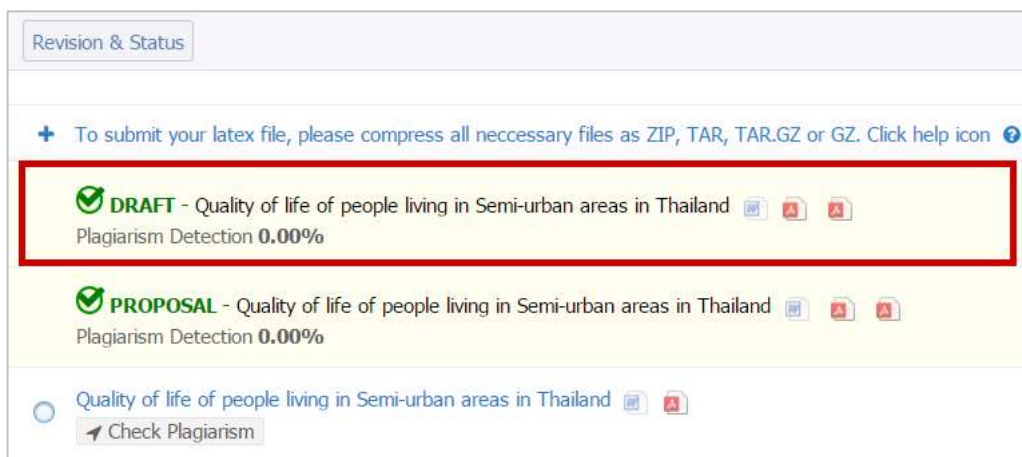 Revision & Status
To submit your latex file, please compress all neccessary files as ZIP, TAR, TAR.GZ or GZ. Click help icon
DRAFT - Quality of life of people living in Semi-urban areas in Thailand
Plagiarism Detection 0.00%
PROPOSAL - Quality of life of people living in Semi-urban areas in Thailand
Plagiarism Detection 0.00%
Quality of life of people living in Semi-urban areas in Thailand
Check Plagiarism